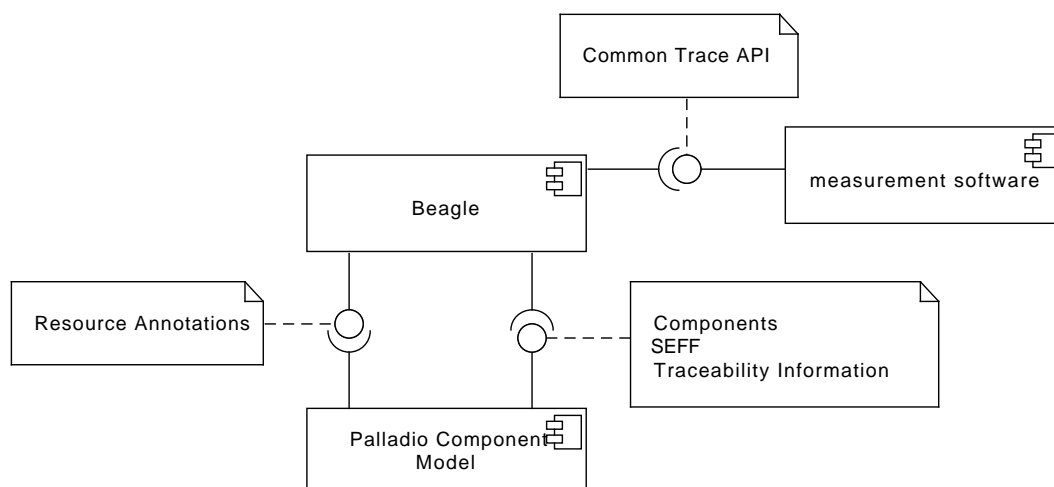 Common Trace API
measurement software
Beagle
Resource Annotations
Components
SEFF
Traceability Information
Palladio Component
Model